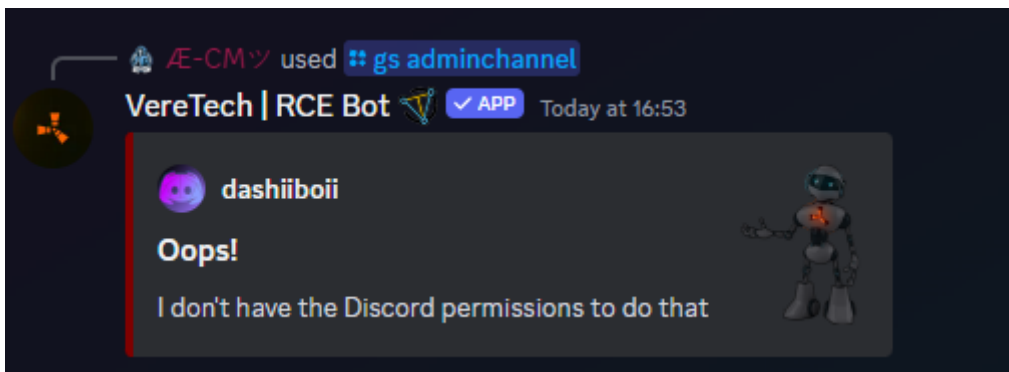 Æ-CMツ used gs adminchannel
VereTech | RCE Bot APP Today at 16:53
dashiiboii
Oops!
I don't have the Discord permissions to do that